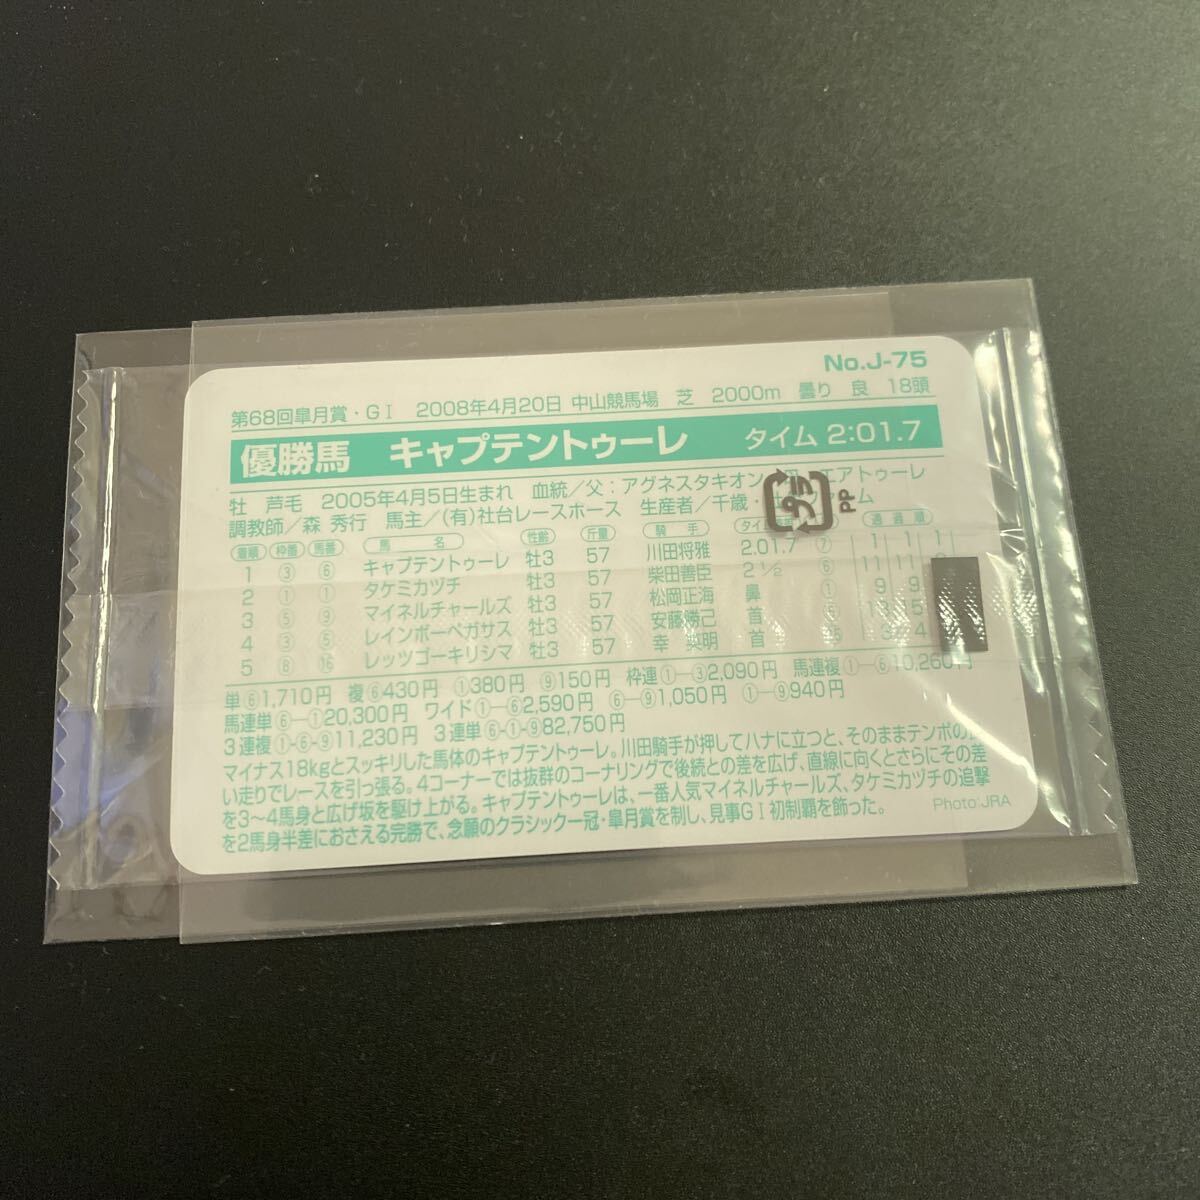 No.J-75
第68回皐月賞・GⅠ 2008年4月20日 中山競馬場 芝 2000m 曇り 良 18頭
優勝馬 キャプテントゥーレ タイム 2:01.7
牡 芦毛 2005年4月5日生まれ 血統/父:アグネスタキオン エアトゥーレ
調教師/森 秀行 馬主/(有)社台レースホース 生産者/千歳・ ファーム
プラ PP
着順 枠番 馬番 馬名 性齢 斤量 騎手 タイム 通過順
1 ③ ⑥ キャプテントゥーレ 牡3 57 川田将雅 2.01.7 ⑦ 1 1 1
2 ① ① タケミカヅチ 牡3 57 柴田善臣 2½ ⑥ 11 11
3 ⑤ ⑨ マイネルチャールズ 牡3 57 松岡正海 鼻 ① 9 9
4 ③ ⑤ レインボーペガサス 牡3 57 安藤勝己 首 ⑥ 5
5 ⑧ ⑯ レッツゴーキリシマ 牡3 57 幸 英明 首 3 4
単⑥1,710円 複⑥430円 ①380円 ⑨150円 枠連①-③2,090円 馬連複①-⑥10,260円
馬連単⑥-①20,300円 ワイド①-⑥2,590円 ⑥-⑨1,050円 ①-⑨940円
3連複①-⑥-⑨11,230円 3連単⑥-①-⑨82,750円
マイナス18kgとスッキリした馬体のキャプテントゥーレ。川田騎手が押してハナに立つと、そのままテンポの
い走りでレースを引っ張る。4コーナーでは抜群のコーナリングで後続との差を広げ、直線に向くとさらにその差
を3〜4馬身と広げ坂を駆け上がる。キャプテントゥーレは、一番人気マイネルチャールズ、タケミカヅチの追撃
を2馬身半差におさえる完勝で、念願のクラシック一冠・皐月賞を制し、見事GⅠ初制覇を飾った。
Photo:JRA